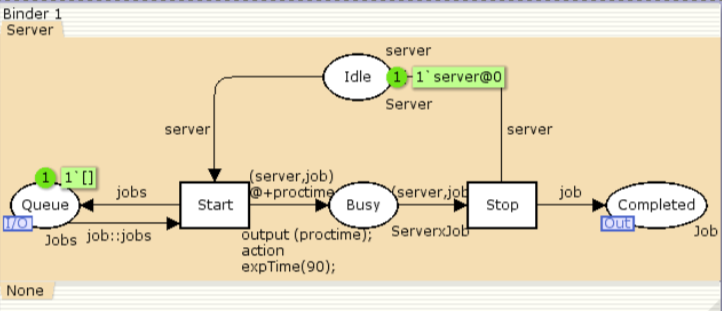 Binder 1
Server
server
Idle
1
1`server@0
Server
server
server
1
1`[]
Queue
I/O
Jobs
jobs
job::jobs
Start
(server,job)
@+proctime
output (proctime);
action
expTime(90);
Busy
(server,job
ServerxJob
Stop
job
Completed
Out
Job
None